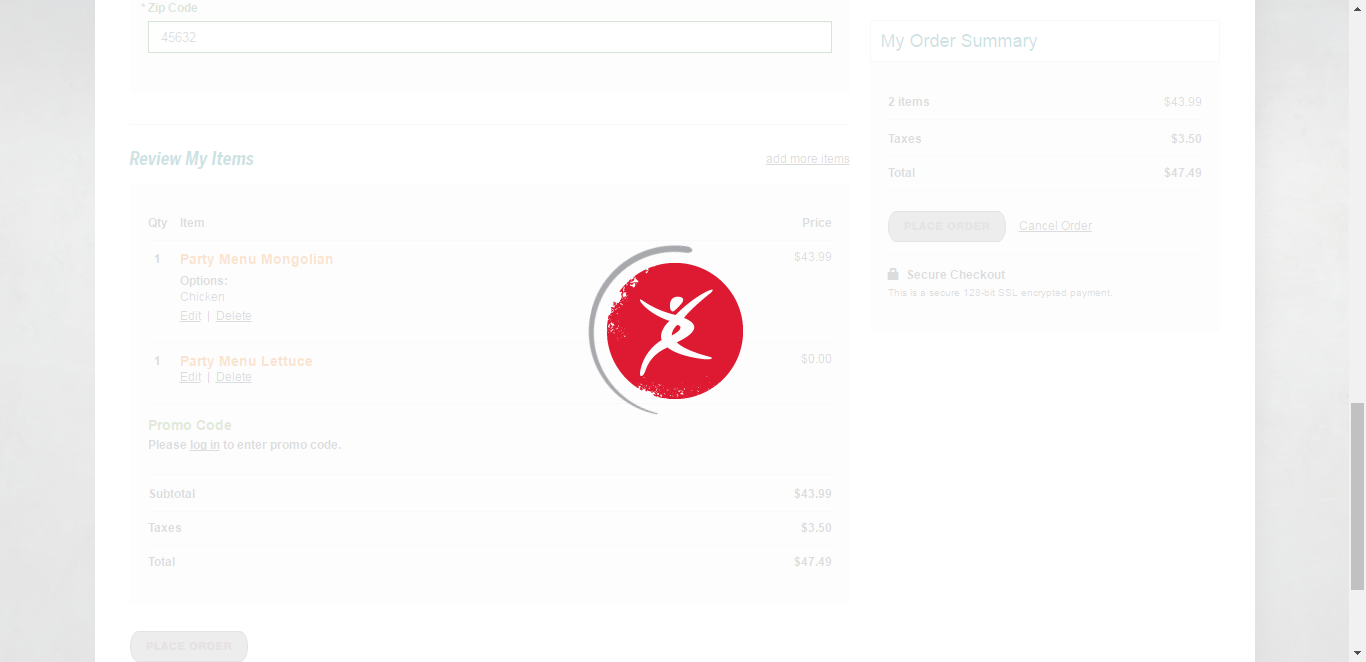 * Zip Code
45632
My Order Summary
2 items $43.99
Taxes $3.50
Total $47.49
PLACE ORDER Cancel Order
Secure Checkout
This is a secure 128-bit SSL encrypted payment.
Review My Items add more items
Qty Item Price
1 Party Menu Mongolian $43.99
Options:
Chicken
Edit | Delete
1 Party Menu Lettuce $0.00
Edit | Delete
Promo Code
Please log in to enter promo code.
Subtotal $43.99
Taxes $3.50
Total $47.49
PLACE ORDER